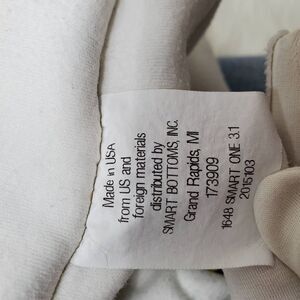 Made in USA
from US and
foreign materials
distributed by
SMART BOTTOMS, INC.
Grand Rapids, MI
173909
1648 SMART ONE 3.1
2015103